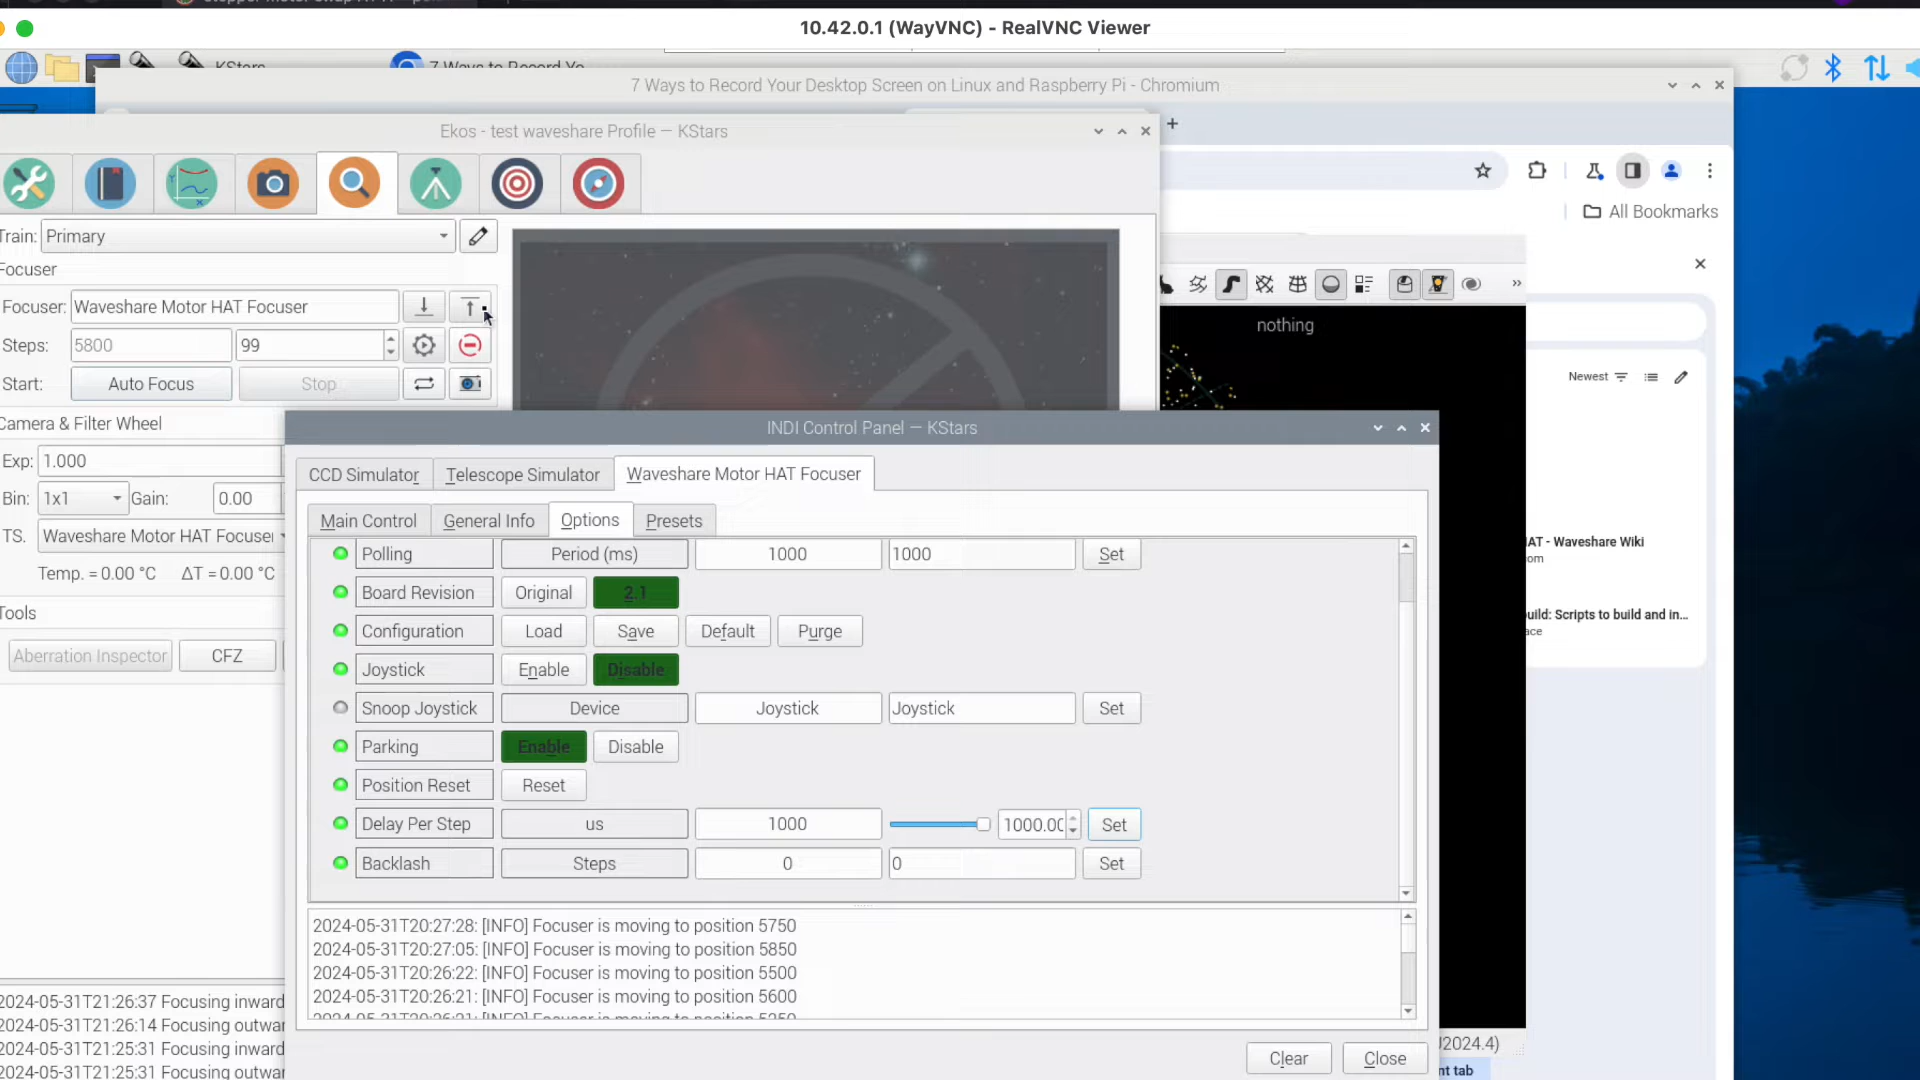 10.42.0.1 (WayVNC) - RealVNC Viewer
KStars
7 Ways to Record Yo
7 Ways to Record Your Desktop Screen on Linux and Raspberry Pi - Chromium
Ekos - test waveshare Profile — KStars
All Bookmarks
Train: Primary
Focuser
Focuser: Waveshare Motor HAT Focuser
Steps: 5800 99
Start: Auto Focus Stop
nothing
Newest
Camera & Filter Wheel
Exp: 1.000
Bin: 1x1 Gain: 0.00
TS. Waveshare Motor HAT Focuser
Temp. = 0.00 °C ΔT = 0.00 °C
Tools
Aberration Inspector CFZ
INDI Control Panel — KStars
CCD Simulator Telescope Simulator Waveshare Motor HAT Focuser
Main Control General Info Options Presets
Polling Period (ms) 1000 1000 Set
Board Revision Original 2.1
Configuration Load Save Default Purge
Joystick Enable Disable
Snoop Joystick Device Joystick Joystick Set
Parking Enable Disable
Position Reset Reset
Delay Per Step us 1000 1000.00 Set
Backlash Steps 0 0 Set
2024-05-31T20:27:28: [INFO] Focuser is moving to position 5750
2024-05-31T20:27:05: [INFO] Focuser is moving to position 5850
2024-05-31T20:26:22: [INFO] Focuser is moving to position 5500
2024-05-31T20:26:21: [INFO] Focuser is moving to position 5600
Clear Close
IAT - Waveshare Wiki
om
uild: Scripts to build and in...
ace
J2024.4)
nt tab
2024-05-31T21:26:37 Focusing inward
2024-05-31T21:26:14 Focusing outwa
2024-05-31T21:25:31 Focusing inward
2024-05-31T21:25:31 Focusing outwa